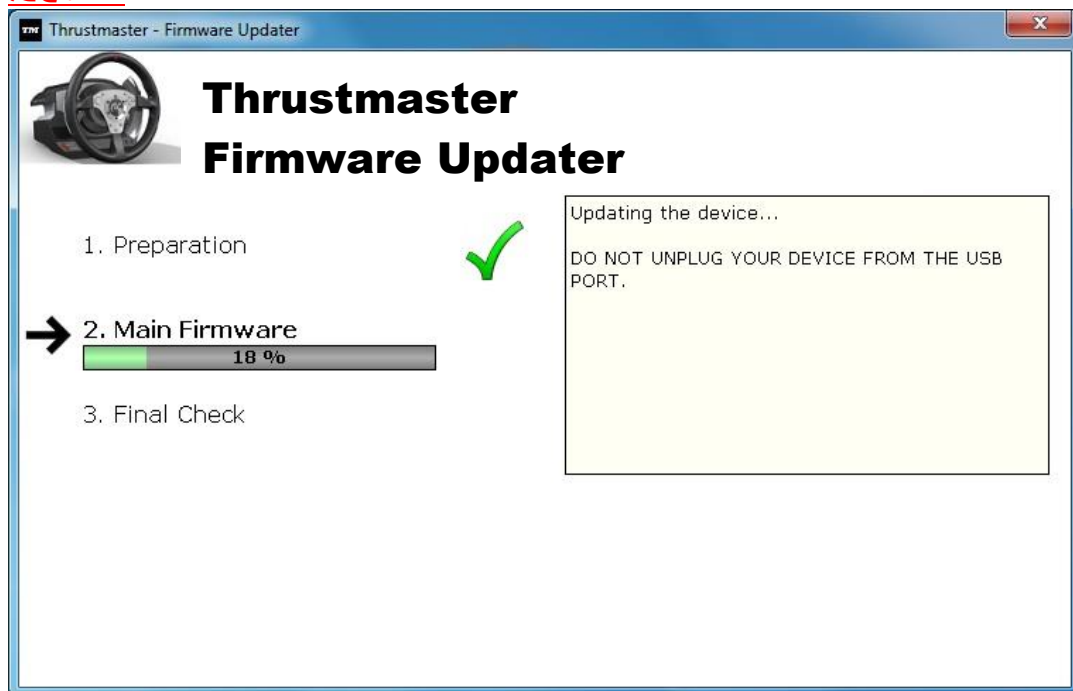 Thrustmaster - Firmware Updater
Thrustmaster
Firmware Updater
1. Preparation
2. Main Firmware
18 %
3. Final Check
Updating the device...
DO NOT UNPLUG YOUR DEVICE FROM THE USB
PORT.